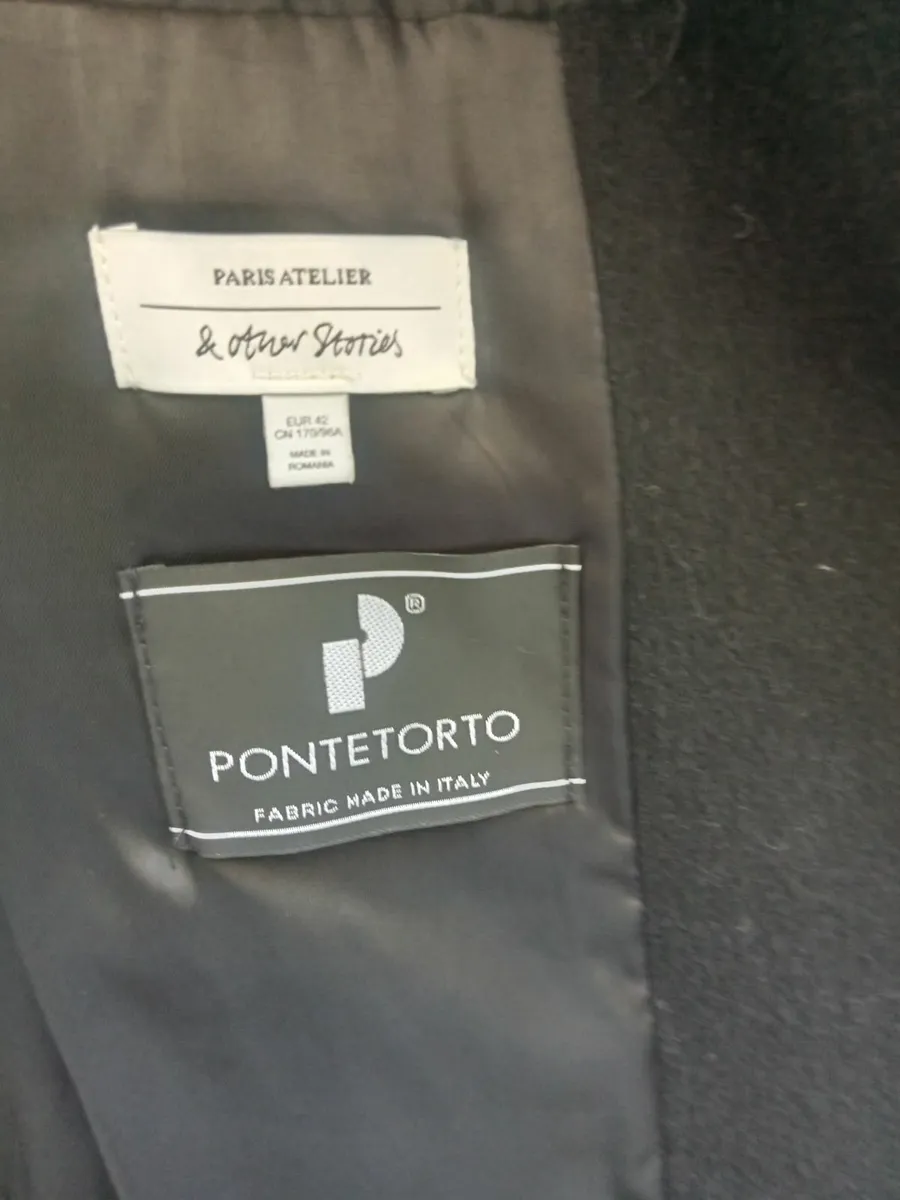 PARIS ATELIER
& other Stories
EUR 42
CN 170/96A
MADE IN
ROMANIA
®
PONTETORTO
FABRIC MADE IN ITALY